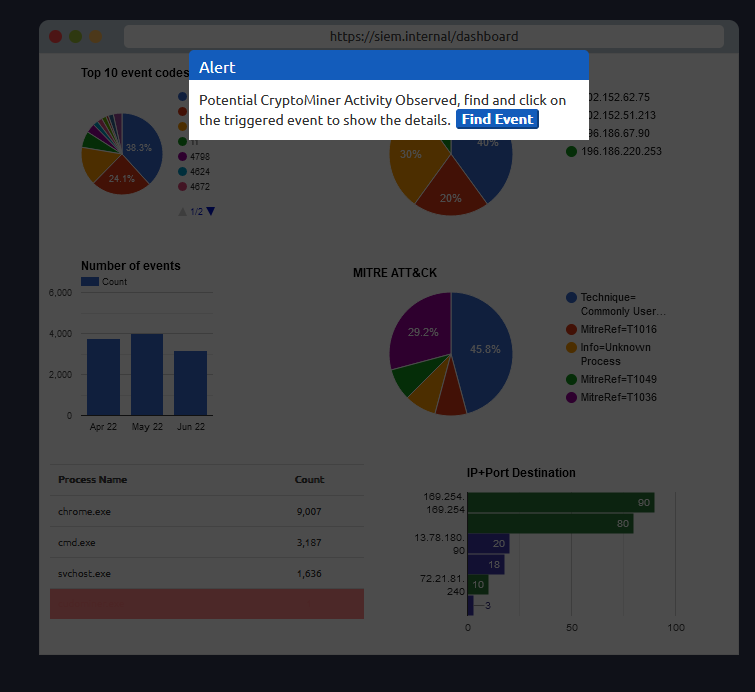 https://siem.internal/dashboard
Alert
Potential CryptoMiner Activity Observed, find and click on
the triggered event to show the details. Find Event
Top 10 event codes
38.3%
24.1%
11
4798
4624
4672
1/2
02.152.62.75
02.152.51.213
196.186.67.90
196.186.220.253
40%
30%
20%
Number of events
Count
6,000
4,000
2,000
0
Apr 22 May 22 Jun 22
MITRE ATT&CK
29.2%
45.8%
Technique=
Commonly User...
MitreRef=T1016
Info=Unknown
Process
MitreRef=T1049
MitreRef=T1036
Process Name Count
chrome.exe 9,007
cmd.exe 3,187
svchost.exe 1,636
IP+Port Destination
169.254.
169.254
90
80
13.78.180.
90
20
18
72.21.81.
240
10
3
0 50 100